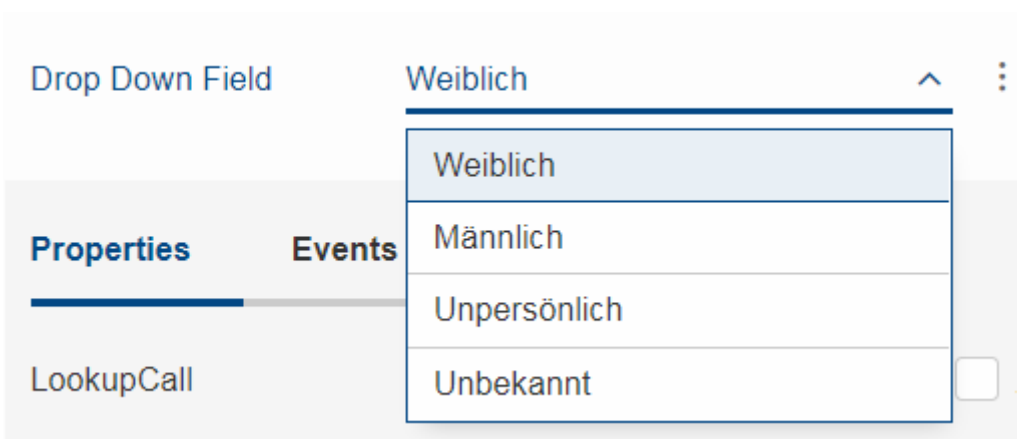 Drop Down Field Weiblich
Weiblich
Männlich
Properties Events
Unpersönlich
LookupCall Unbekannt